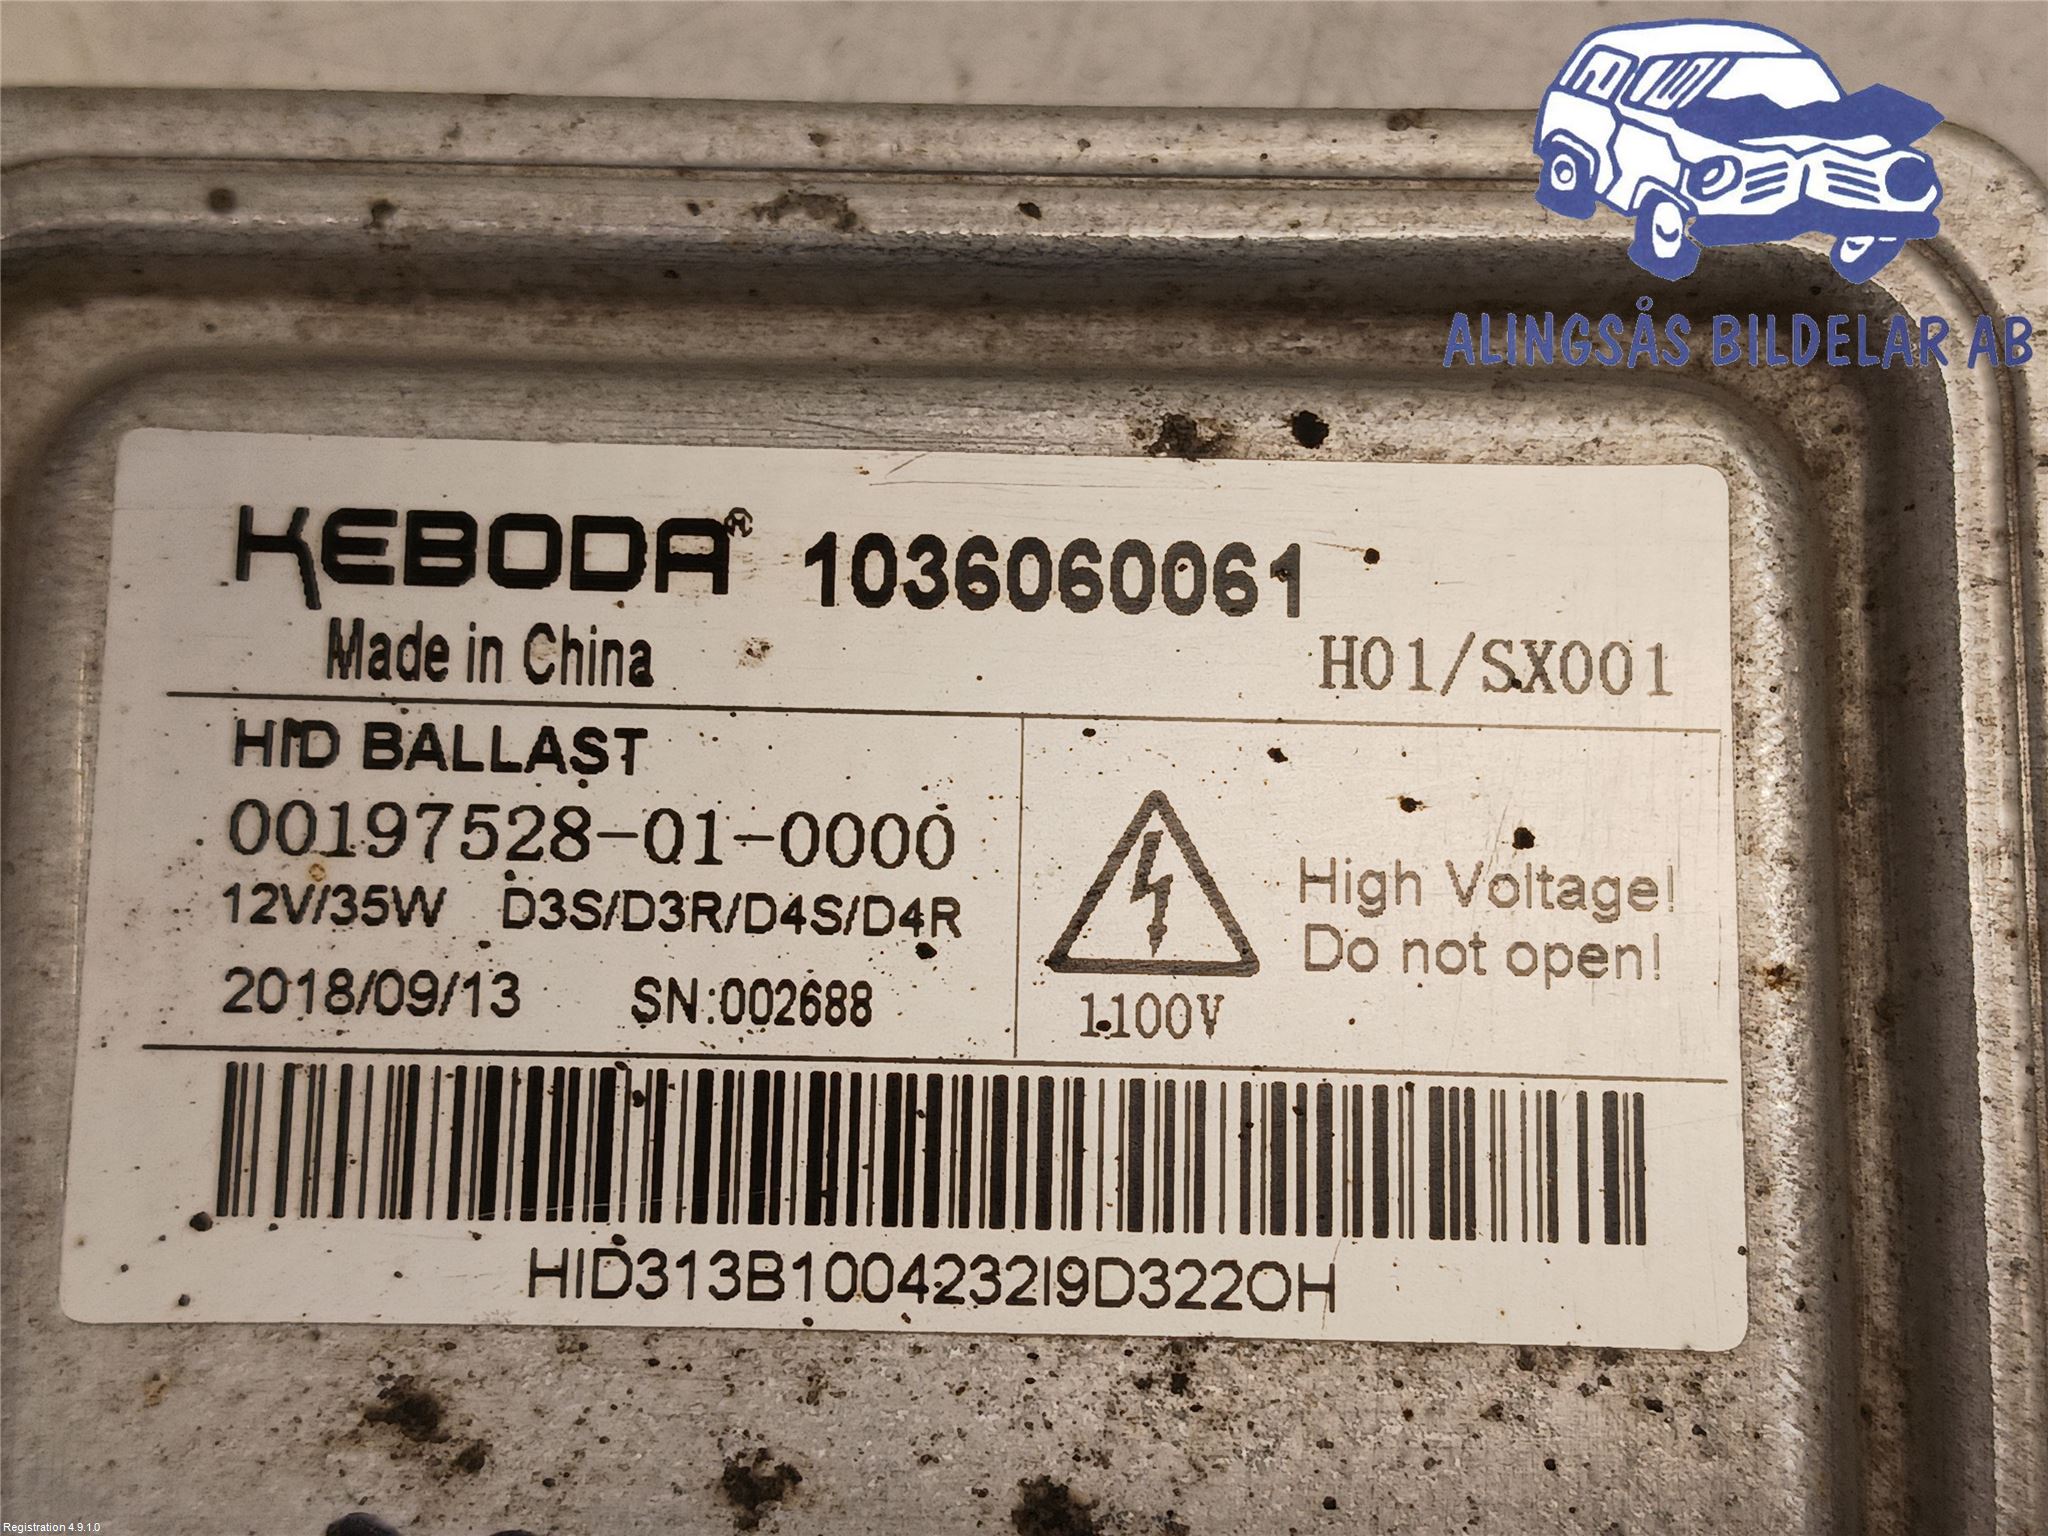 ALINGSÅS BILDELAR AB
KEBODA® 1036060061
Made in China
H01/SX001
HID BALLAST
00197528-01-0000
12V/35W D3S/D3R/D4S/D4R
2018/09/13 SN:002688
1100V
High Voltage!
Do not open!
HID313B1004232I9D322OH
Registration 4.9.1.0